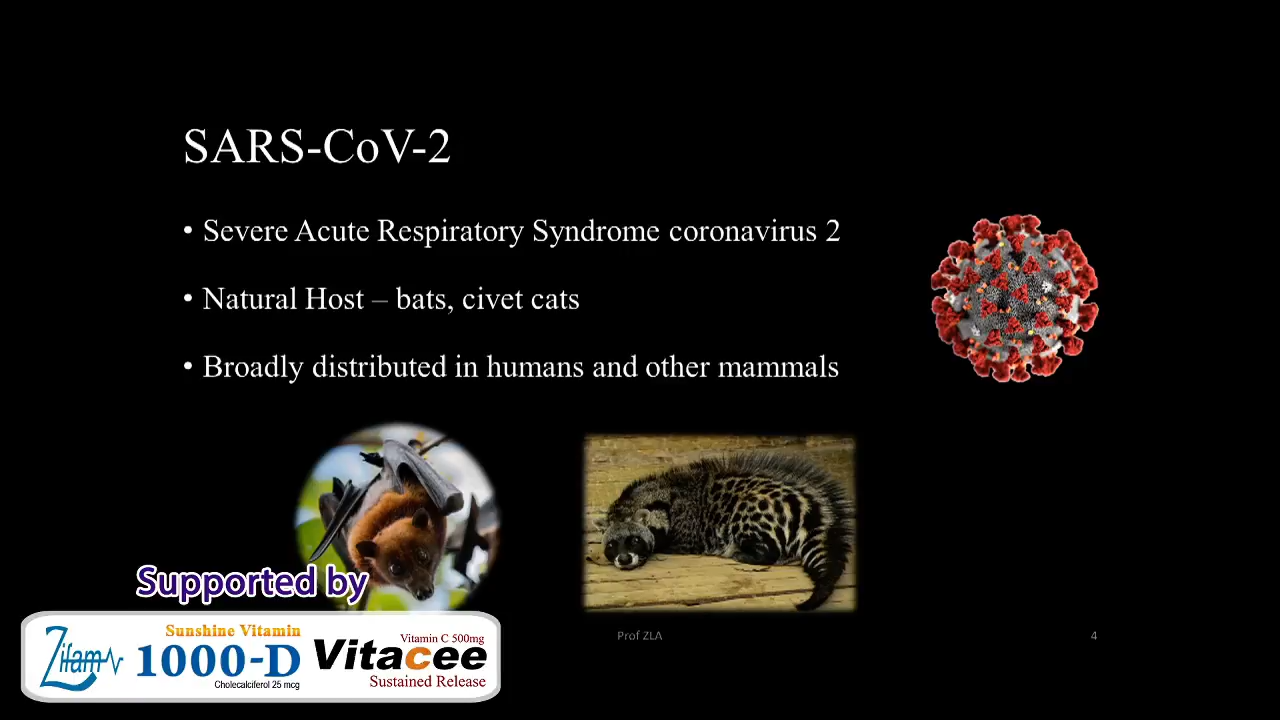 SARS-CoV-2
• Severe Acute Respiratory Syndrome coronavirus 2
• Natural Host – bats, civet cats
• Broadly distributed in humans and other mammals
Supported by
Zifam
Sunshine Vitamin
1000-D
Cholecalciferol 25 mcg
Vitamin C 500mg
Vitacee
Sustained Release
Prof ZLA
4